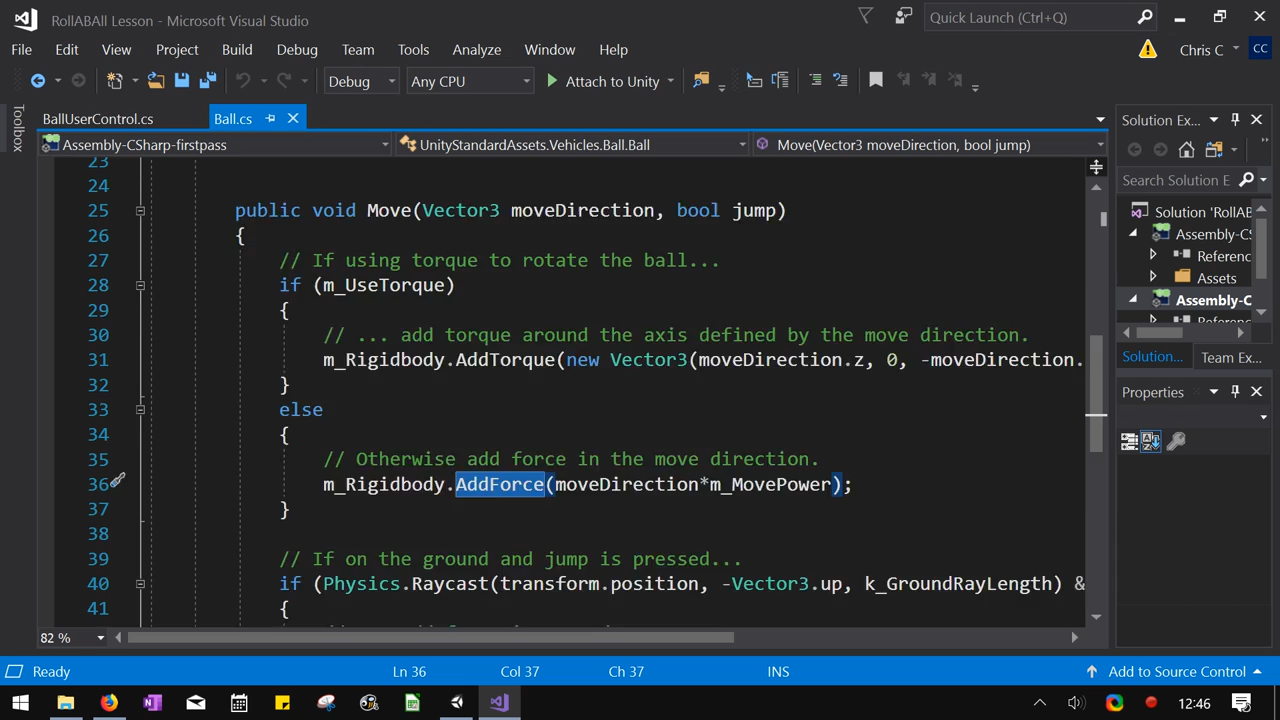 RollABAll Lesson - Microsoft Visual Studio
Quick Launch (Ctrl+Q)
File Edit View Project Build Debug Team Tools Analyze Window Help
Chris C
CC
Debug
Any CPU
Attach to Unity
Toolbox
BallUserControl.cs
Ball.cs
Assembly-CSharp-firstpass
UnityStandardAssets.Vehicles.Ball.Ball
Move(Vector3 moveDirection, bool jump)
23
24
25 public void Move(Vector3 moveDirection, bool jump)
26 {
27 // If using torque to rotate the ball...
28 if (m_UseTorque)
29 {
30 // ... add torque around the axis defined by the move direction.
31 m_Rigidbody.AddTorque(new Vector3(moveDirection.z, 0, -moveDirection.
32 }
33 else
34 {
35 // Otherwise add force in the move direction.
36 m_Rigidbody.AddForce(moveDirection*m_MovePower);
37 }
38
39 // If on the ground and jump is pressed...
40 if (Physics.Raycast(transform.position, -Vector3.up, k_GroundRayLength) &
41 {
82 %
Solution Ex...
Search Solution E
Solution 'RollAB
Assembly-CS
Referenc
Assets
Assembly-C
Solution...
Team Ex...
Properties
Ready
Ln 36
Col 37
Ch 37
INS
Add to Source Control
12:46